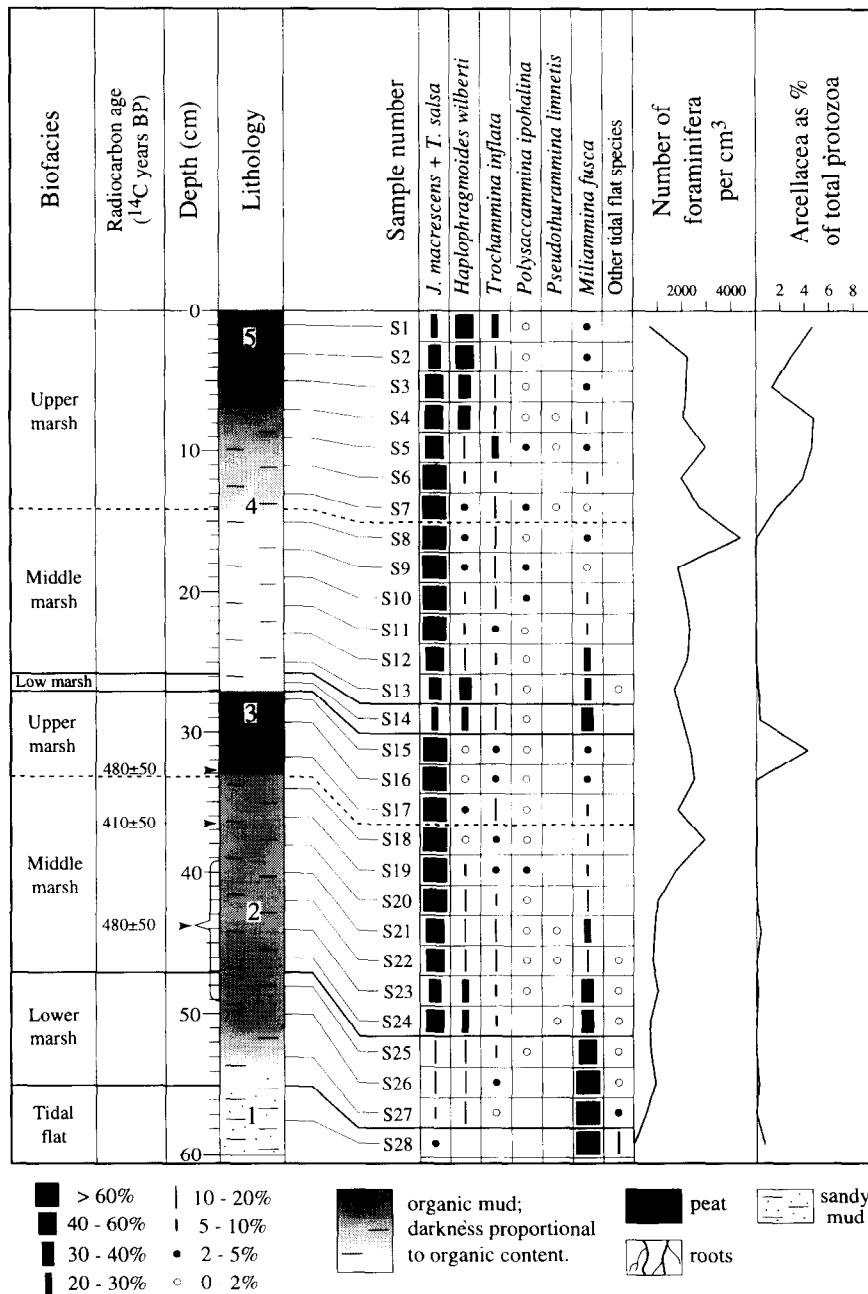 Biofacies
Radiocarbon age
(¹⁴C years BP)
Depth (cm)
Lithology
Sample number
J. macrescens + T. salsa
Haplophragmoides wilberti
Trochammina inflata
Polysaccammina ipohalina
Pseudothurammina limnetis
Miliammina fusca
Other tidal flat species
Number of
foraminifera
per cm³
Arcellacea as %
of total protozoa
2000 4000
2 4 6 8
0
10
20
30
40
50
60
Upper
marsh
Middle
marsh
Low marsh
Upper
marsh
Middle
marsh
Lower
marsh
Tidal
flat
480±50
410±50
480±50
5
4
3
2
1
S1
S2
S3
S4
S5
S6
S7
S8
S9
S10
S11
S12
S13
S14
S15
S16
S17
S18
S19
S20
S21
S22
S23
S24
S25
S26
S27
S28
> 60%
40 - 60%
30 - 40%
20 - 30%
10 - 20%
5 - 10%
2 - 5%
0 - 2%
organic mud;
darkness proportional
to organic content.
peat
roots
sandy
mud